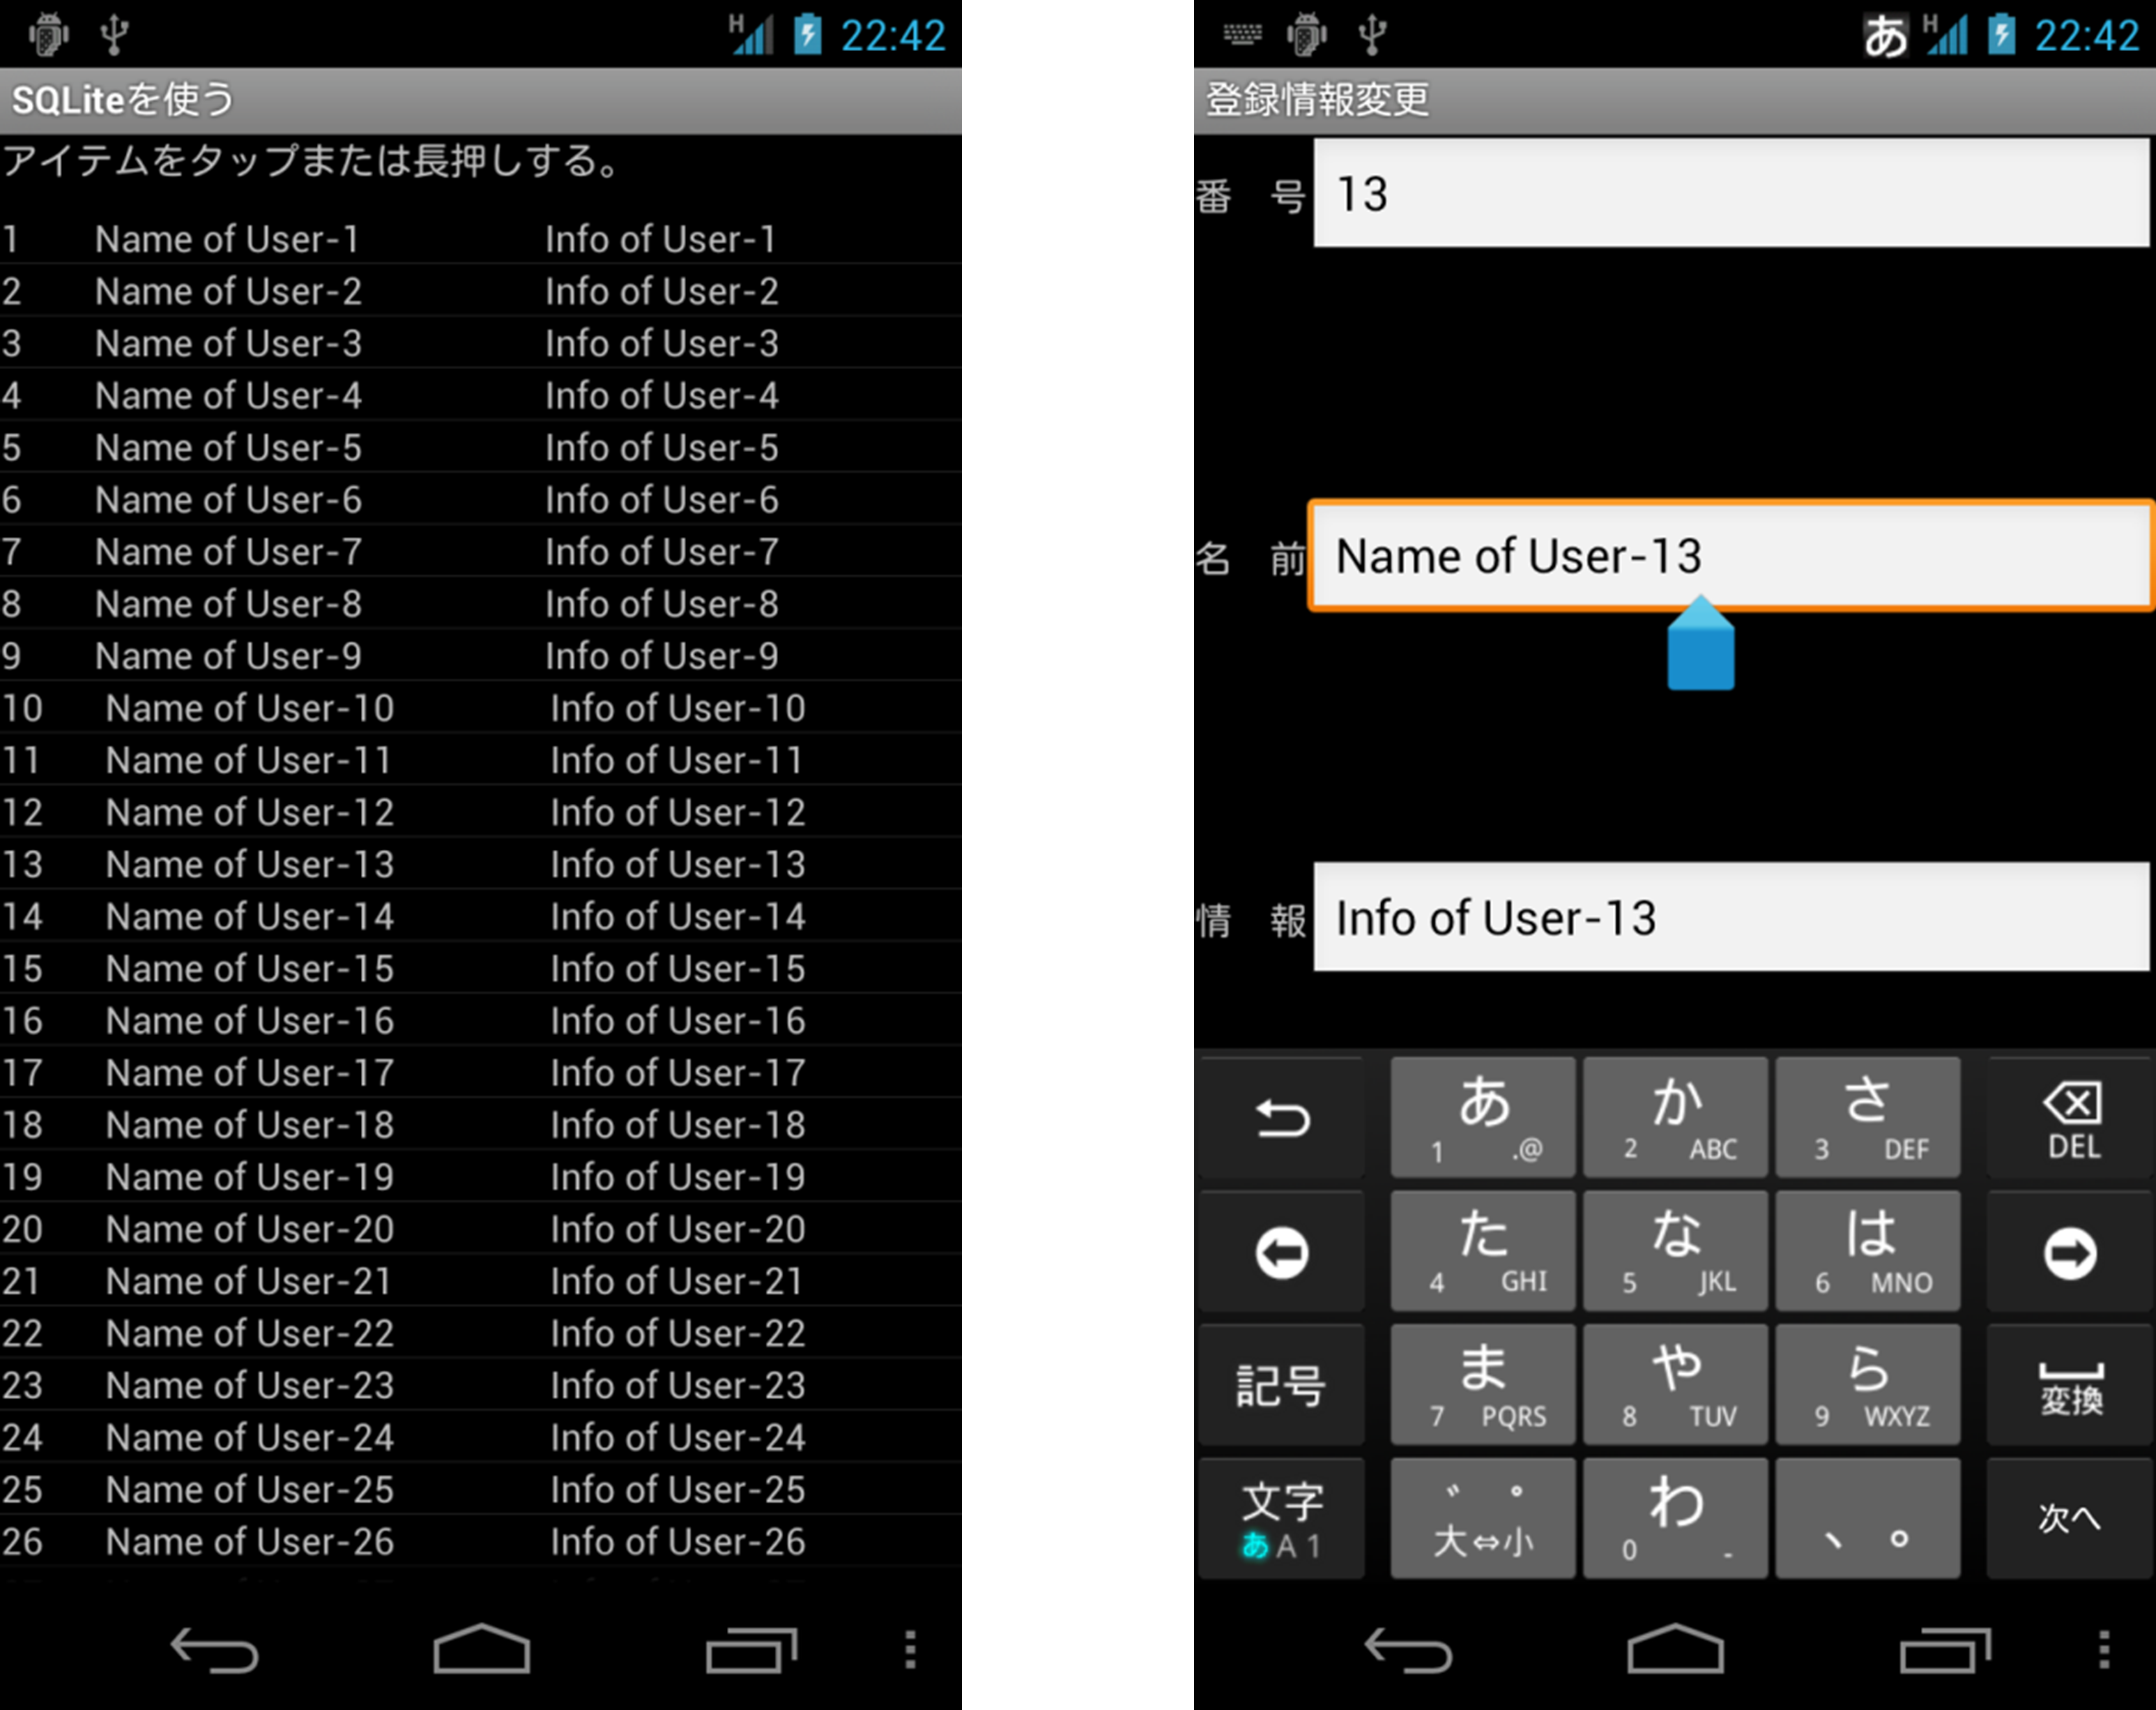 H 22:42
SQLiteを使う
アイテムをタップまたは長押しする。
1 Name of User-1 Info of User-1
2 Name of User-2 Info of User-2
3 Name of User-3 Info of User-3
4 Name of User-4 Info of User-4
5 Name of User-5 Info of User-5
6 Name of User-6 Info of User-6
7 Name of User-7 Info of User-7
8 Name of User-8 Info of User-8
9 Name of User-9 Info of User-9
10 Name of User-10 Info of User-10
11 Name of User-11 Info of User-11
12 Name of User-12 Info of User-12
13 Name of User-13 Info of User-13
14 Name of User-14 Info of User-14
15 Name of User-15 Info of User-15
16 Name of User-16 Info of User-16
17 Name of User-17 Info of User-17
18 Name of User-18 Info of User-18
19 Name of User-19 Info of User-19
20 Name of User-20 Info of User-20
21 Name of User-21 Info of User-21
22 Name of User-22 Info of User-22
23 Name of User-23 Info of User-23
24 Name of User-24 Info of User-24
25 Name of User-25 Info of User-25
26 Name of User-26 Info of User-26
あ H 22:42
登録情報変更
番 号 13
名 前 Name of User-13
情 報 Info of User-13
あ か さ
1 .@ 2 ABC 3 DEF DEL
た な は
4 GHI 5 JKL 6 MNO
記号 ま や ら
7 PQRS 8 TUV 9 WXYZ 変換
文字 ゛ ゜ わ 、 。 次へ
あ A 1 大⇔小 0 -